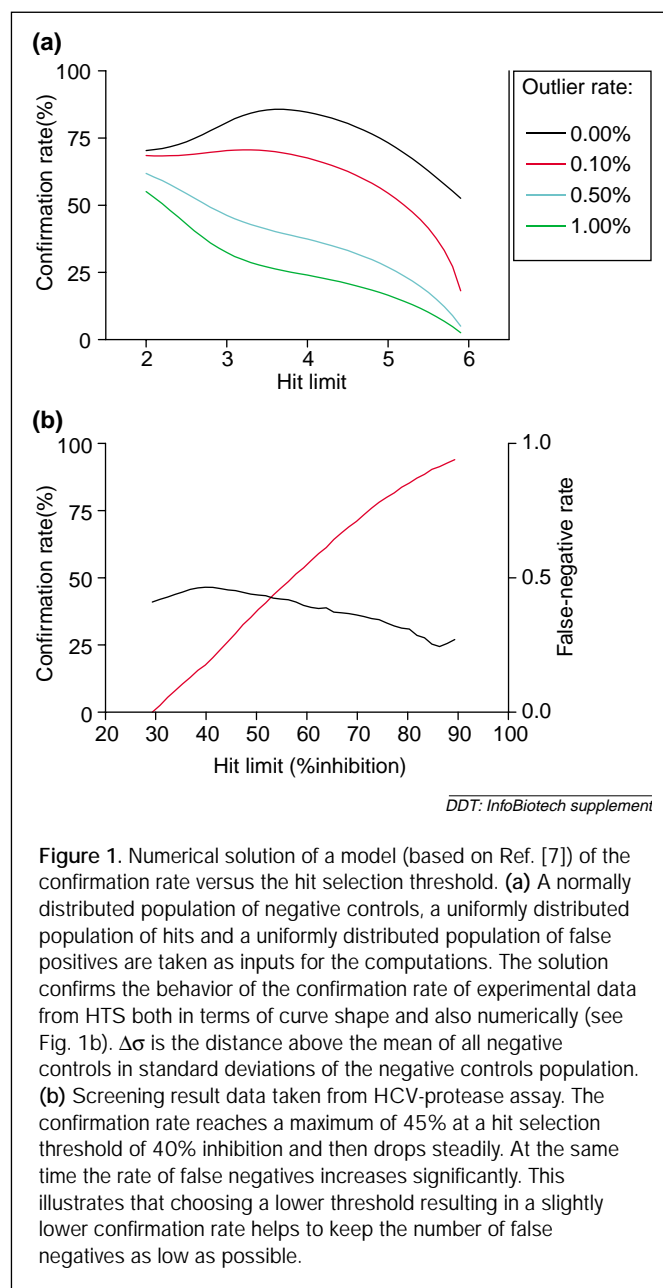 (a)
100
75
50
25
0
Confirmation rate(%)
2 3 4 5 6
Hit limit
Outlier rate:
0.00%
0.10%
0.50%
1.00%
(b)
100
75
50
25
0
Confirmation rate(%)
1.0
0.5
0.0
False-negative rate
20 30 40 50 60 70 80 90 100
Hit limit (%inhibition)
DDT: InfoBiotech supplement
Figure 1. Numerical solution of a model (based on Ref. [7]) of the
confirmation rate versus the hit selection threshold. (a) A normally
distributed population of negative controls, a uniformly distributed
population of hits and a uniformly distributed population of false
positives are taken as inputs for the computations. The solution
confirms the behavior of the confirmation rate of experimental data
from HTS both in terms of curve shape and also numerically (see
Fig. 1b). Δσ is the distance above the mean of all negative
controls in standard deviations of the negative controls population.
(b) Screening result data taken from HCV-protease assay. The
confirmation rate reaches a maximum of 45% at a hit selection
threshold of 40% inhibition and then drops steadily. At the same
time the rate of false negatives increases significantly. This
illustrates that choosing a lower threshold resulting in a slightly
lower confirmation rate helps to keep the number of false
negatives as low as possible.